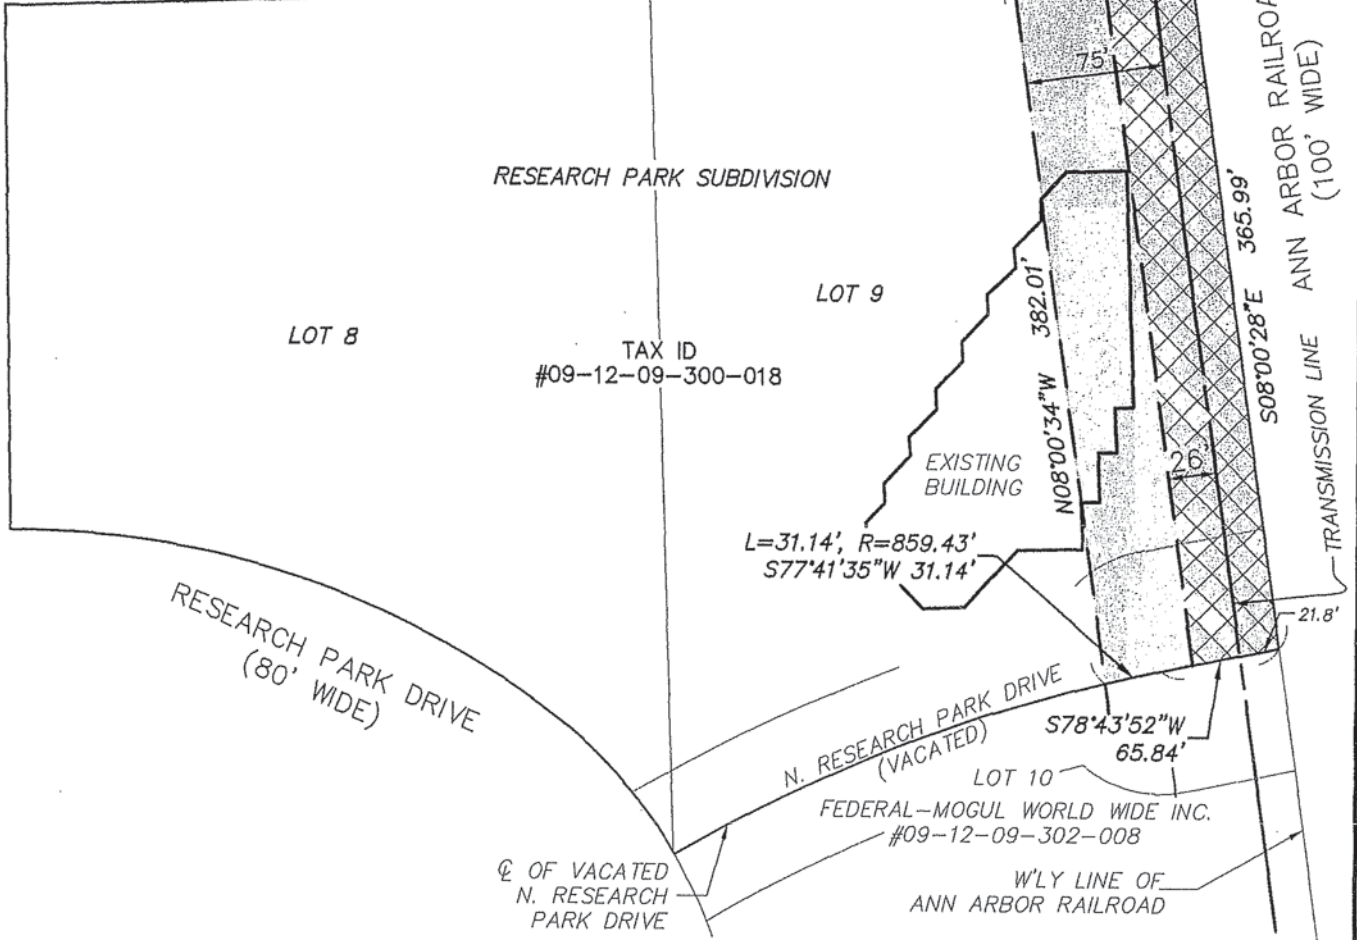 75'
ANN ARBOR RAILROA
(100' WIDE)
RESEARCH PARK SUBDIVISION
LOT 9
LOT 8
TAX ID
#09-12-09-300-018
N08°00'34"W 382.01'
S08°00'28"E 365.99'
TRANSMISSION LINE
26'
EXISTING
BUILDING
L=31.14', R=859.43'
S77°41'35"W 31.14'
21.8'
RESEARCH PARK DRIVE
(80' WIDE)
N. RESEARCH PARK DRIVE
(VACATED)
S78°43'52"W
65.84'
LOT 10
FEDERAL-MOGUL WORLD WIDE INC.
#09-12-09-302-008
℄ OF VACATED
N. RESEARCH
PARK DRIVE
W'LY LINE OF
ANN ARBOR RAILROAD